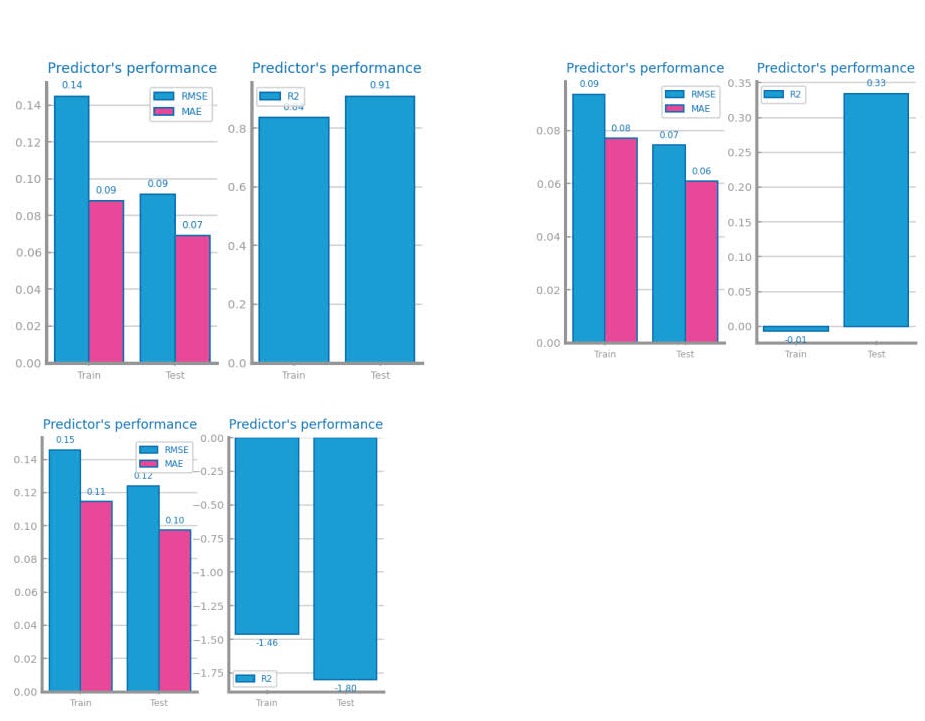 Predictor's performance
0.14
RMSE
MAE
0.14
0.12
0.10
0.08
0.06
0.04
0.02
0.00
0.09
0.09
0.07
Train
Test
Predictor's performance
0.91
R2
0.84
0.8
0.6
0.4
0.2
0.0
Train
Test
Predictor's performance
0.09
RMSE
MAE
0.08
0.06
0.04
0.02
0.00
0.08
0.07
0.06
Train
Test
Predictor's performance
0.33
R2
0.35
0.30
0.25
0.20
0.15
0.10
0.05
0.00
-0.01
Train
Test
Predictor's performance
0.15
RMSE
MAE
0.14
0.12
0.10
0.08
0.06
0.04
0.02
0.00
0.11
0.12
0.10
Train
Test
Predictor's performance
0.00
−0.25
−0.50
−0.75
−1.00
−1.25
−1.50
−1.75
-1.46
R2
-1.80
Train
Test